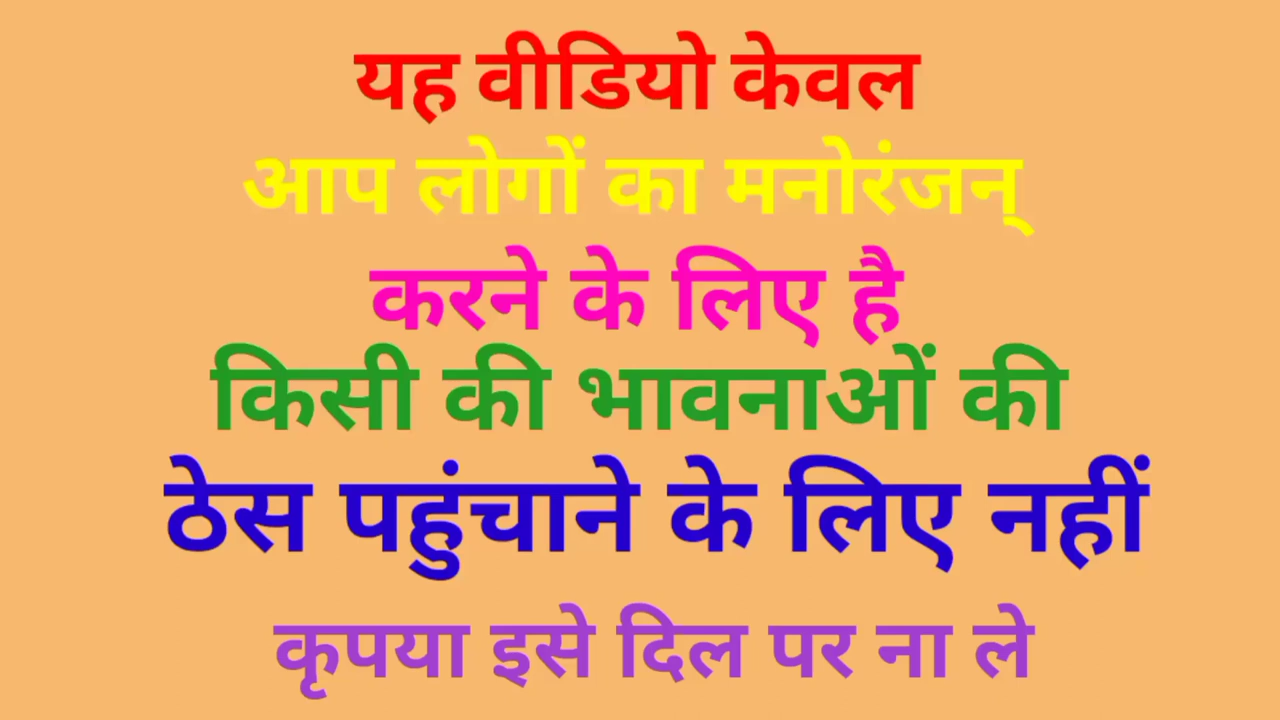 यह वीडियो केवल
आप लोगों का मनोरंजन्
करने के लिए है
किसी की भावनाओं की
ठेस पहुंचाने के लिए नहीं
कृपया इसे दिल पर ना ले